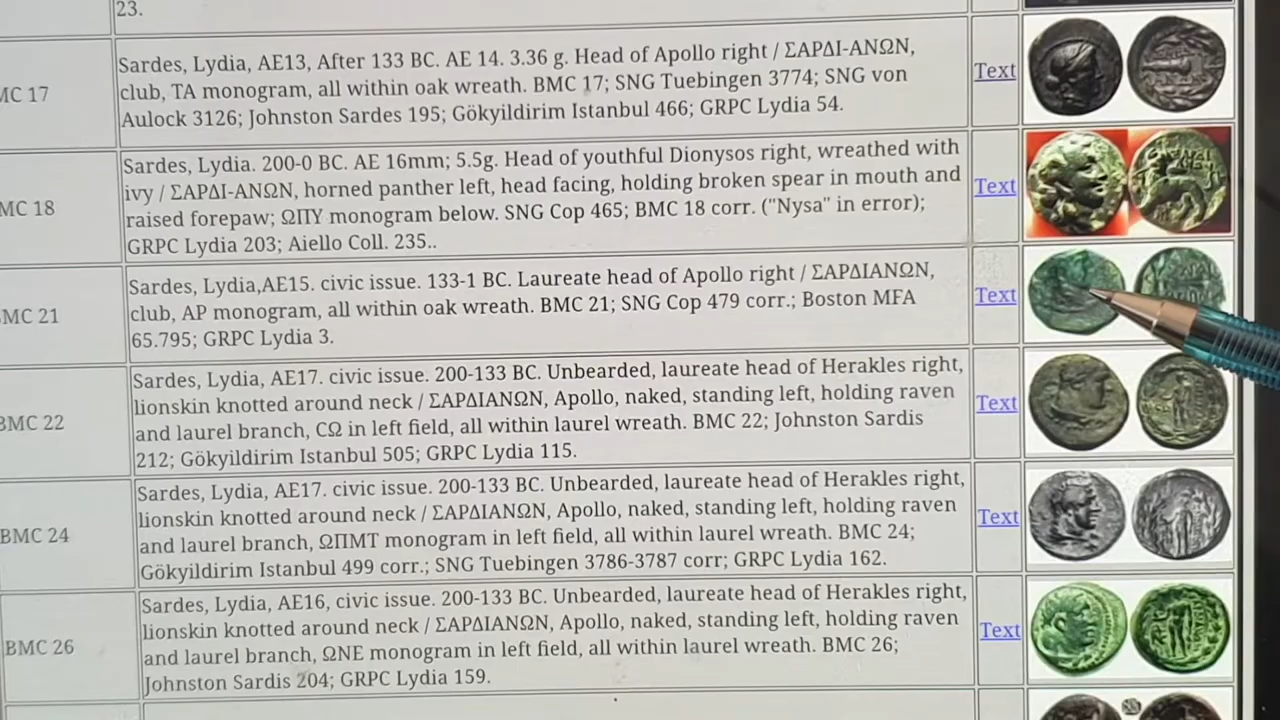 23.
MC 17
Sardes, Lydia, AE13, After 133 BC. AE 14. 3.36 g. Head of Apollo right / ΣΑΡΔΙ-ΑΝΩΝ,
club, TA monogram, all within oak wreath. BMC 17; SNG Tuebingen 3774; SNG von
Aulock 3126; Johnston Sardes 195; Gökyildirim Istanbul 466; GRPC Lydia 54.
Text
MC 18
Sardes, Lydia. 200-0 BC. AE 16mm; 5.5g. Head of youthful Dionysos right, wreathed with
ivy / ΣΑΡΔΙ-ΑΝΩΝ, horned panther left, head facing, holding broken spear in mouth and
raised forepaw; ΩΠΥ monogram below. SNG Cop 465; BMC 18 corr. ("Nysa" in error);
GRPC Lydia 203; Aiello Coll. 235..
Text
MC 21
Sardes, Lydia,AE15. civic issue. 133-1 BC. Laureate head of Apollo right / ΣΑΡΔΙΑΝΩΝ,
club, AP monogram, all within oak wreath. BMC 21; SNG Cop 479 corr.; Boston MFA
65.795; GRPC Lydia 3.
Text
BMC 22
Sardes, Lydia, AE17. civic issue. 200-133 BC. Unbearded, laureate head of Herakles right,
lionskin knotted around neck / ΣΑΡΔΙΑΝΩΝ, Apollo, naked, standing left, holding raven
and laurel branch, CΩ in left field, all within laurel wreath. BMC 22; Johnston Sardis
212; Gökyildirim Istanbul 505; GRPC Lydia 115.
Text
BMC 24
Sardes, Lydia, AE17. civic issue. 200-133 BC. Unbearded, laureate head of Herakles right,
lionskin knotted around neck / ΣΑΡΔΙΑΝΩΝ, Apollo, naked, standing left, holding raven
and laurel branch, ΩΠΜΤ monogram in left field, all within laurel wreath. BMC 24;
Gökyildirim Istanbul 499 corr.; SNG Tuebingen 3786-3787 corr; GRPC Lydia 162.
Text
BMC 26
Sardes, Lydia, AE16, civic issue. 200-133 BC. Unbearded, laureate head of Herakles right,
lionskin knotted around neck / ΣΑΡΔΙΑΝΩΝ, Apollo, naked, standing left, holding raven
and laurel branch, ΩΝΕ monogram in left field, all within laurel wreath. BMC 26;
Johnston Sardis 204; GRPC Lydia 159.
Text